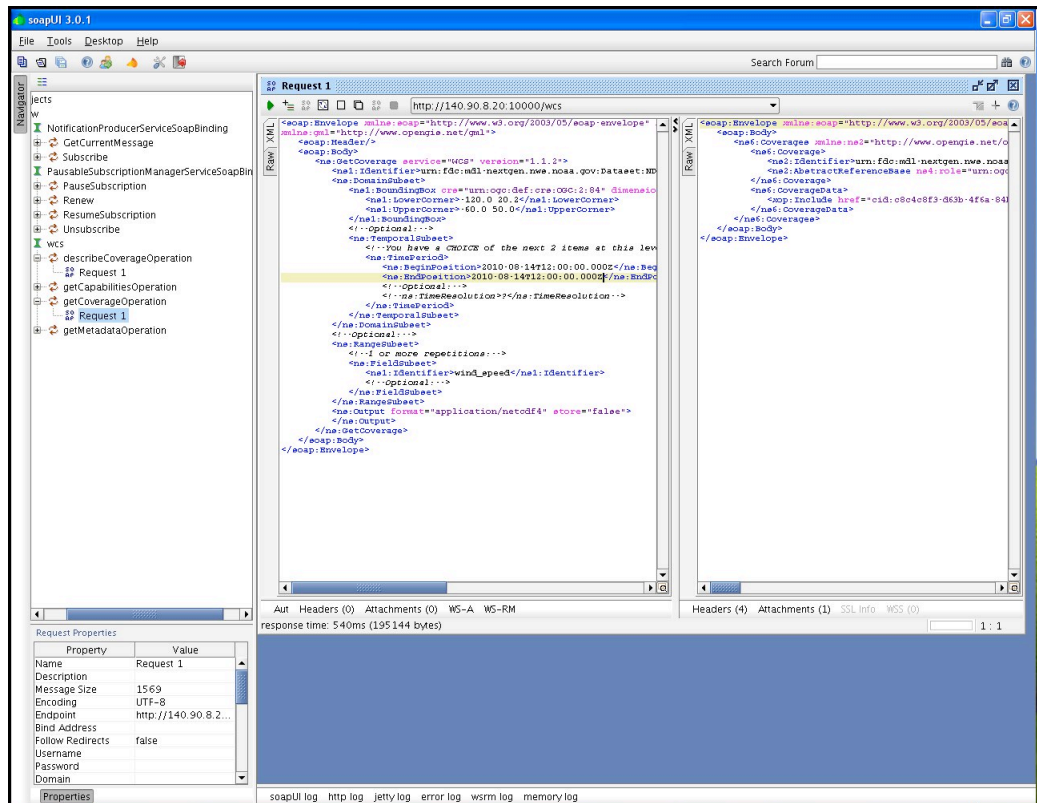 soapUI 3.0.1
File Tools Desktop Help
Search Forum
Navigator
jects
w
NotificationProducerServiceSoapBinding
GetCurrentMessage
Subscribe
PausableSubscriptionManagerServiceSoapBin
PauseSubscription
Renew
ResumeSubscription
Unsubscribe
wcs
describeCoverageOperation
Request 1
getCapabilitiesOperation
getCoverageOperation
Request 1
getMetadataOperation
Request Properties
Property Value
Name Request 1
Description
Message Size 1569
Encoding UTF-8
Endpoint http://140.90.8.2...
Bind Address
Follow Redirects false
Username
Password
Domain
Properties
Request 1
http://140.90.8.20:10000/wcs
XML
Raw
<soap:Envelope xmlns:soap="http://www.w3.org/2003/05/soap-envelope"
xmlns:gml="http://www.opengis.net/gml">
<soap:Header/>
<soap:Body>
<ns:GetCoverage service="WCS" version="1.1.2">
<ns1:Identifier>urn:fdc:mdl-nextgen.nws.noaa.gov:Dataset:ND
<ns:DomainSubset>
<ns1:BoundingBox crs="urn:ogc:def:crs:OGC:2:84" dimensio
<ns1:LowerCorner>-120.0 20.2</ns1:LowerCorner>
<ns1:UpperCorner>-60.0 50.0</ns1:UpperCorner>
</ns1:BoundingBox>
<!--Optional:-->
<ns:TemporalSubset>
<!--You have a CHOICE of the next 2 items at this lev
<ns:TimePeriod>
<ns:BeginPosition>2010-08-14T12:00:00.000Z</ns:Beg
<ns:EndPosition>2010-08-14T12:00:00.000Z</ns:EndPo
<!--Optional:-->
<!--ns:TimeResolution>?</ns:TimeResolution-->
</ns:TimePeriod>
</ns:TemporalSubset>
</ns:DomainSubset>
<!--Optional:-->
<ns:RangeSubset>
<!--1 or more repetitions:-->
<ns:FieldSubset>
<ns1:Identifier>wind_speed</ns1:Identifier>
<!--Optional:-->
</ns:FieldSubset>
</ns:RangeSubset>
<ns:Output format="application/netcdf4" store="false">
</ns:Output>
</ns:GetCoverage>
</soap:Body>
</soap:Envelope>
Aut Headers (0) Attachments (0) WS-A WS-RM
response time: 540ms (195144 bytes)
XML
Raw
<soap:Envelope xmlns:soap="http://www.w3.org/2003/05/soa
<soap:Body>
<ns6:Coverages xmlns:ns2="http://www.opengis.net/o
<ns6:Coverage>
<ns2:Identifier>urn:fdc:mdl-nextgen.nws.noaa
<ns2:AbstractReferenceBase ns4:role="urn:ogc
</ns6:Coverage>
<ns6:CoverageData>
<xop:Include href="cid:c8c4c8f3-d63b-4f6a-84
</ns6:CoverageData>
</ns6:Coverages>
</soap:Body>
</soap:Envelope>
Headers (4) Attachments (1) SSL Info WSS (0)
1 : 1
soapUI log http log jetty log error log wsrm log memory log